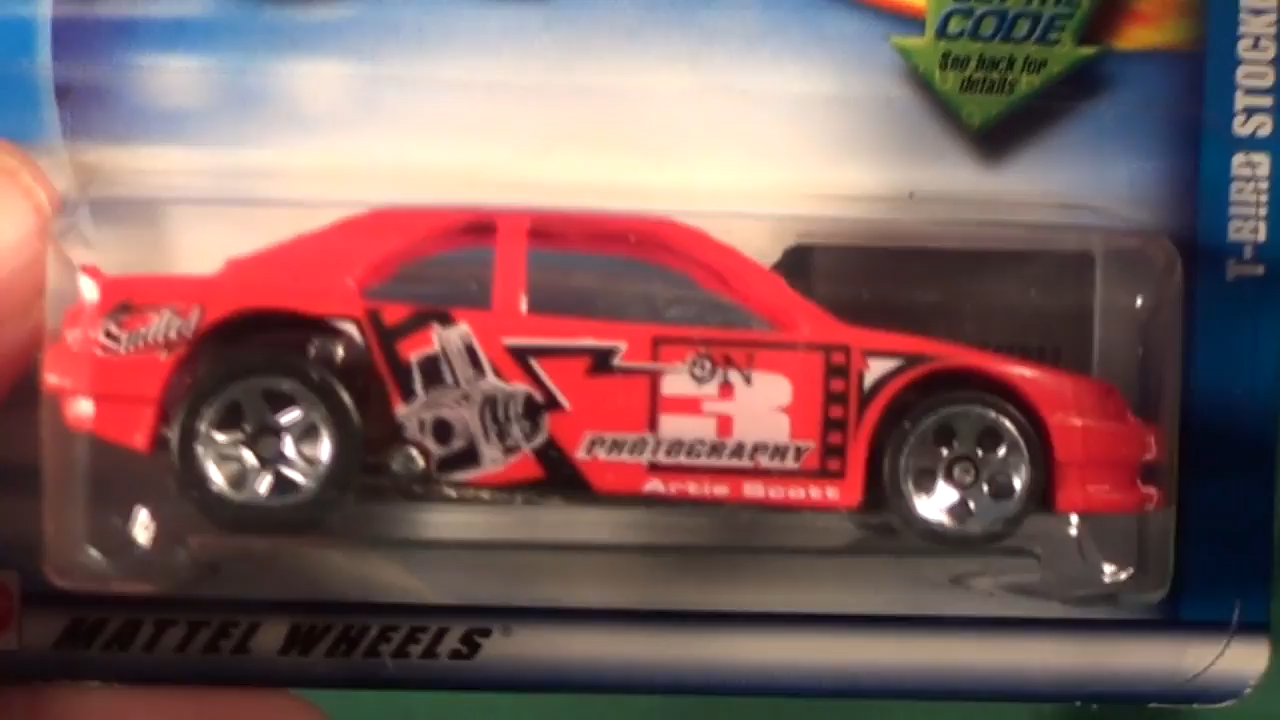 CODE
See back for
details
T-BIRD STOCKE
ON
3
PHOTOGRAPHY
Artie Scott
MATTEL WHEELS